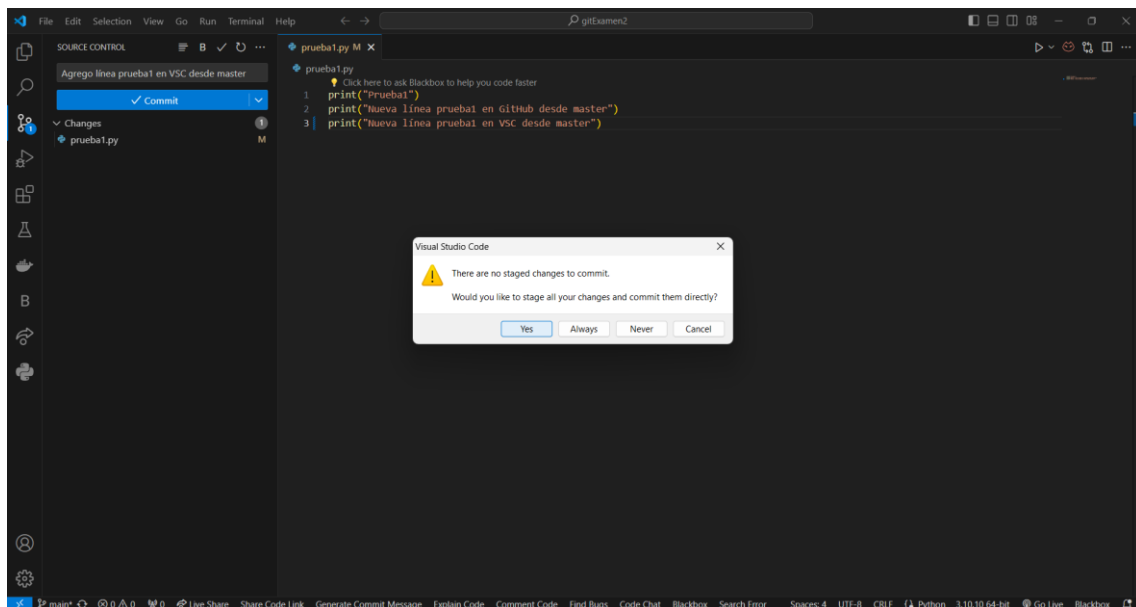 File Edit Selection View Go Run Terminal Help
gitExamen2
SOURCE CONTROL
B
Agrego línea prueba1 en VSC desde master
Commit
Changes
1
prueba1.py
M
1
prueba1.py M
prueba1.py
Click here to ask Blackbox to help you code faster
1 print("Prueba1")
2 print("Nueva línea prueba1 en GitHub desde master")
3 print("Nueva línea prueba1 en VSC desde master")
Visual Studio Code
There are no staged changes to commit.
Would you like to stage all your changes and commit them directly?
Yes Always Never Cancel
B
main* 0 0 0 Live Share Share Code Link Generate Commit Message Explain Code Comment Code Find Bugs Code Chat Blackbox Search Error Spaces: 4 UTF-8 CRLF Python 3.10.10 64-bit Go Live Blackbox